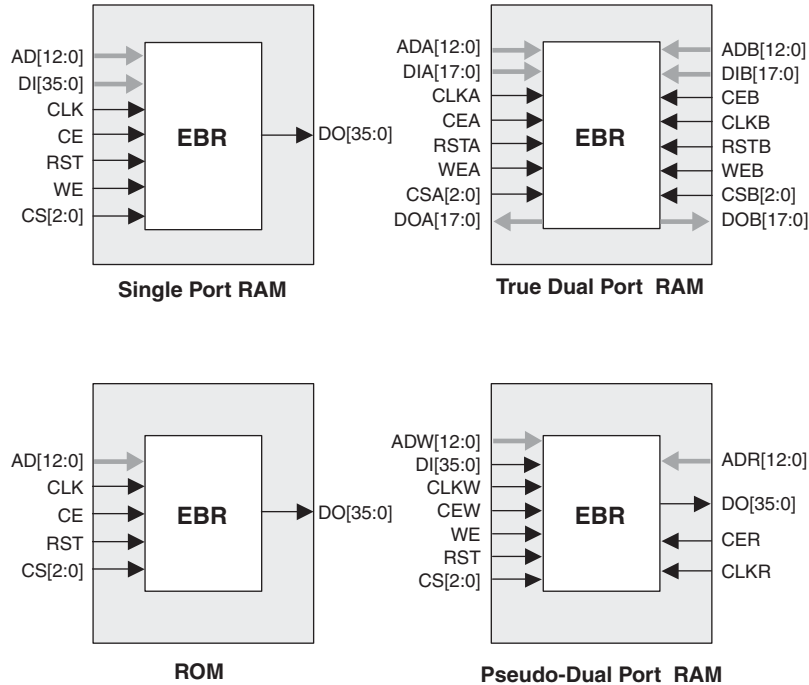 AD[12:0]
DI[35:0]
CLK
CE
RST
WE
CS[2:0]
EBR
DO[35:0]
Single Port RAM
ADA[12:0]
DIA[17:0]
CLKA
CEA
RSTA
WEA
CSA[2:0]
DOA[17:0]
EBR
ADB[12:0]
DIB[17:0]
CEB
CLKB
RSTB
WEB
CSB[2:0]
DOB[17:0]
True Dual Port RAM
AD[12:0]
CLK
CE
RST
CS[2:0]
EBR
DO[35:0]
ROM
ADW[12:0]
DI[35:0]
CLKW
CEW
WE
RST
CS[2:0]
EBR
ADR[12:0]
DO[35:0]
CER
CLKR
Pseudo-Dual Port RAM